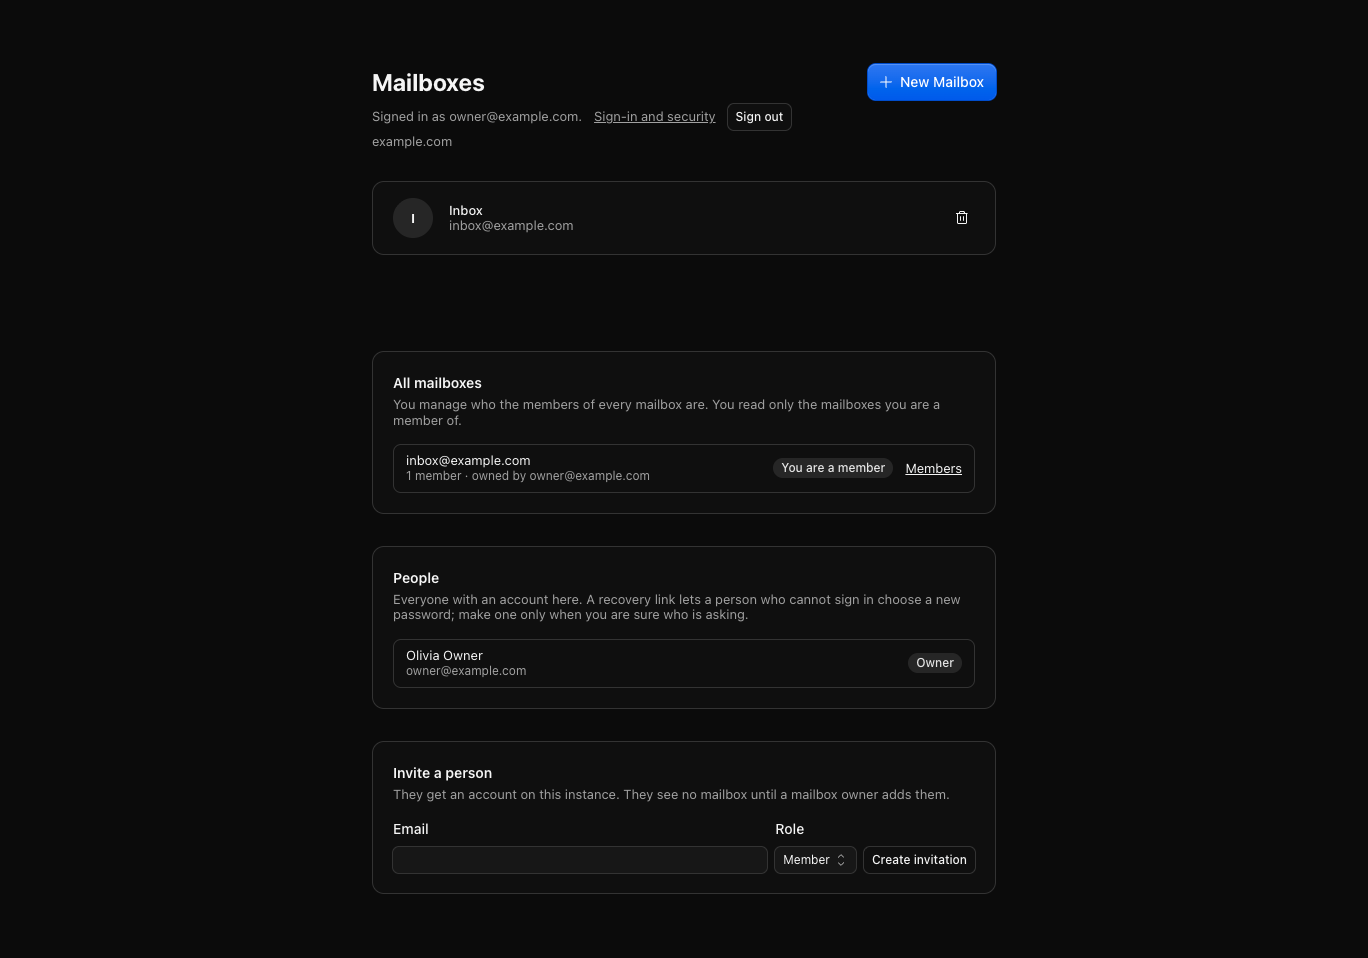 Mailboxes
New Mailbox
Signed in as owner@example.com. Sign-in and security Sign out
example.com
I
Inbox
inbox@example.com
All mailboxes
You manage who the members of every mailbox are. You read only the mailboxes you are a
member of.
inbox@example.com
1 member · owned by owner@example.com
You are a member Members
People
Everyone with an account here. A recovery link lets a person who cannot sign in choose a new
password; make one only when you are sure who is asking.
Olivia Owner
owner@example.com
Owner
Invite a person
They get an account on this instance. They see no mailbox until a mailbox owner adds them.
Email Role
Member Create invitation